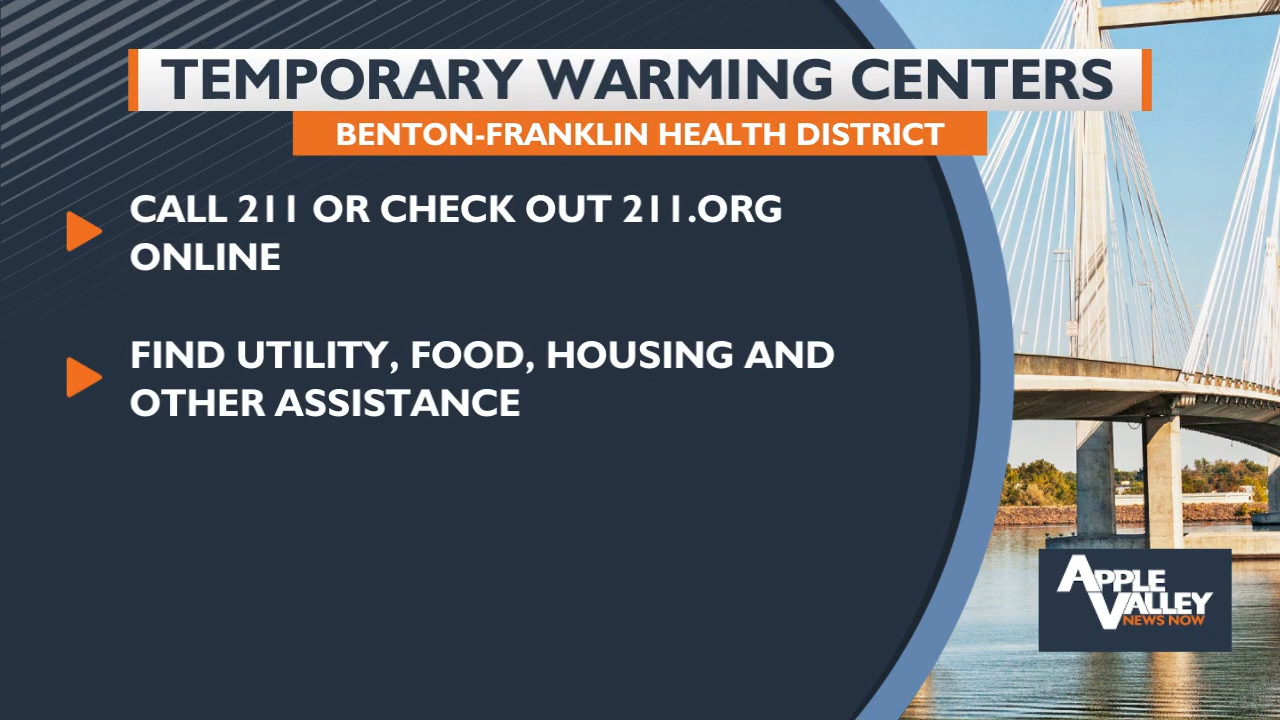 TEMPORARY WARMING CENTERS
BENTON-FRANKLIN HEALTH DISTRICT
CALL 211 OR CHECK OUT 211.ORG
ONLINE
FIND UTILITY, FOOD, HOUSING AND
OTHER ASSISTANCE
APPLE
VALLEY
NEWS NOW